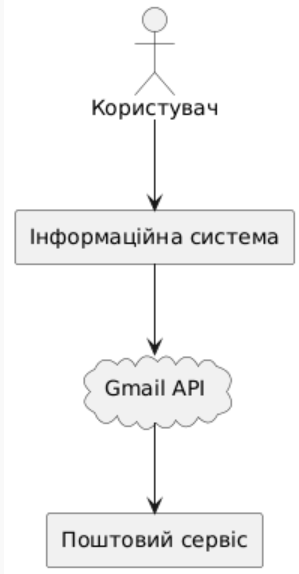 Користувач
Інформаційна система
Gmail API
Поштовий сервіс